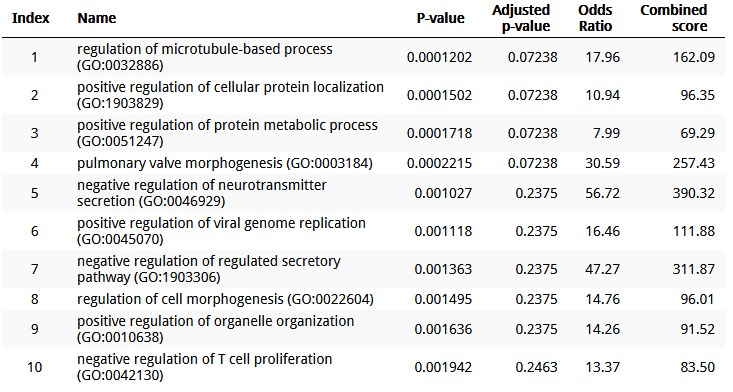 Index Name P-value Adjusted p-value Odds Ratio Combined score
1 regulation of microtubule-based process (GO:0032886) 0.0001202 0.07238 17.96 162.09
2 positive regulation of cellular protein localization (GO:1903829) 0.0001502 0.07238 10.94 96.35
3 positive regulation of protein metabolic process (GO:0051247) 0.0001718 0.07238 7.99 69.29
4 pulmonary valve morphogenesis (GO:0003184) 0.0002215 0.07238 30.59 257.43
5 negative regulation of neurotransmitter secretion (GO:0046929) 0.001027 0.2375 56.72 390.32
6 positive regulation of viral genome replication (GO:0045070) 0.001118 0.2375 16.46 111.88
7 negative regulation of regulated secretory pathway (GO:1903306) 0.001363 0.2375 47.27 311.87
8 regulation of cell morphogenesis (GO:0022604) 0.001495 0.2375 14.76 96.01
9 positive regulation of organelle organization (GO:0010638) 0.001636 0.2375 14.26 91.52
10 negative regulation of T cell proliferation (GO:0042130) 0.001942 0.2463 13.37 83.50